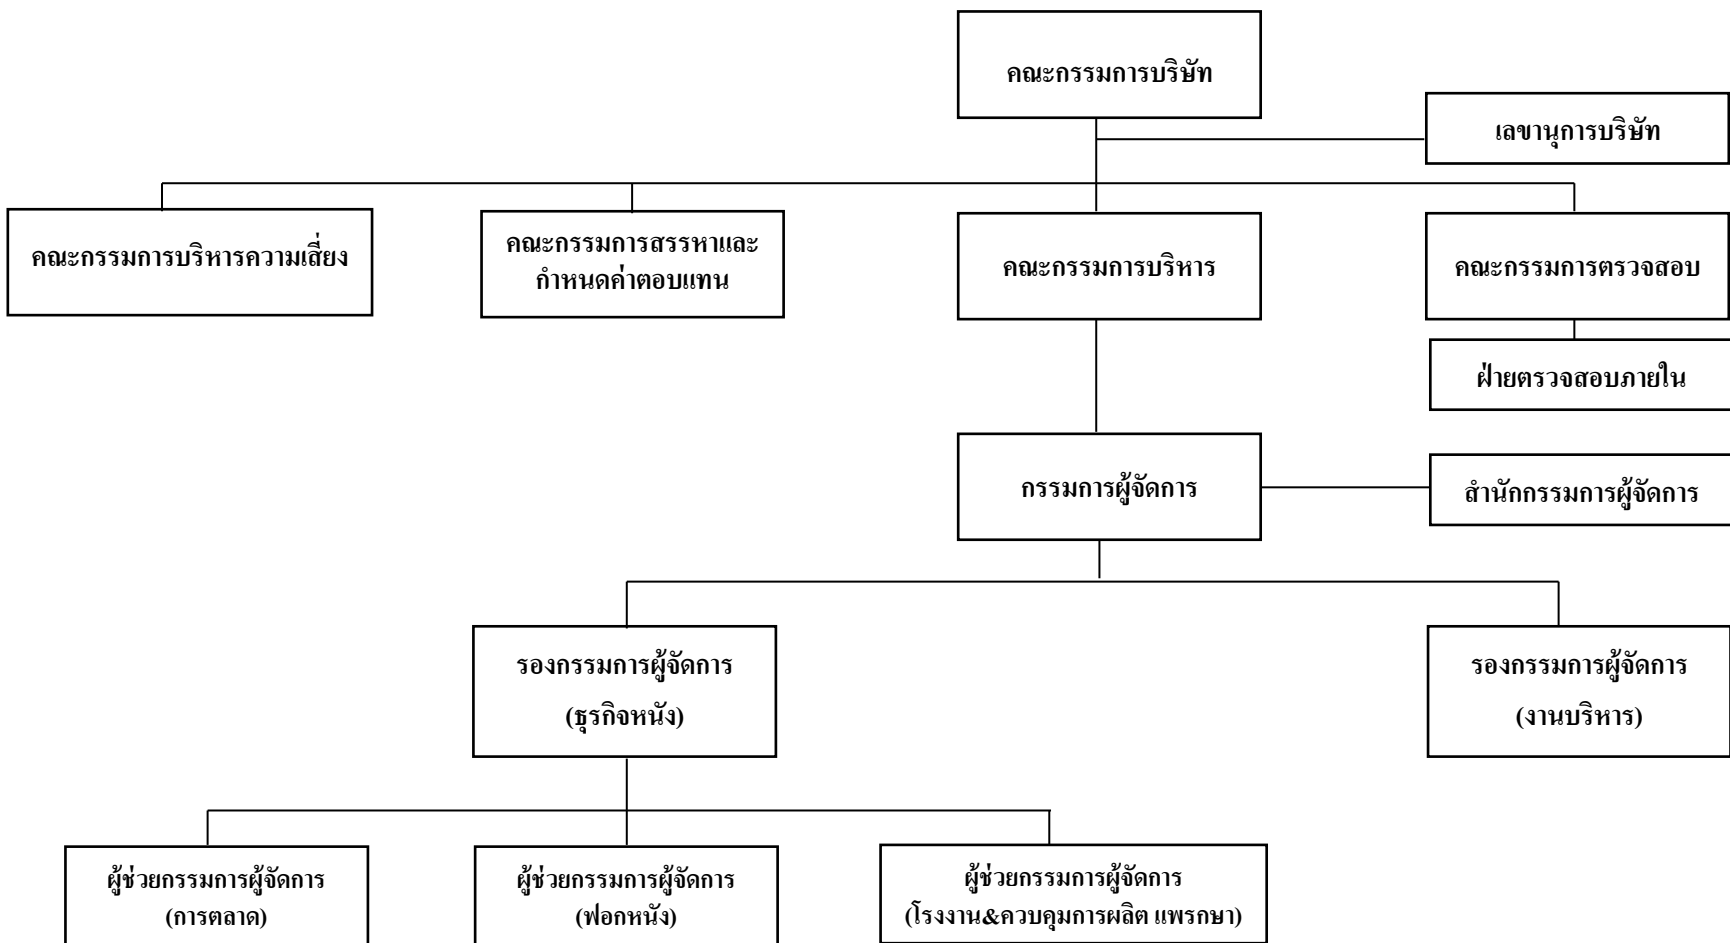 คณะกรรมการบริษัท
เลขานุการบริษัท
คณะกรรมการบริหารความเสี่ยง
คณะกรรมการสรรหาและ
กำหนดค่าตอบแทน
คณะกรรมการบริหาร
คณะกรรมการตรวจสอบ
ฝ่ายตรวจสอบภายใน
กรรมการผู้จัดการ
สำนักกรรมการผู้จัดการ
รองกรรมการผู้จัดการ
(ธุรกิจหนัง)
รองกรรมการผู้จัดการ
(งานบริหาร)
ผู้ช่วยกรรมการผู้จัดการ
(การตลาด)
ผู้ช่วยกรรมการผู้จัดการ
(ฟอกหนัง)
ผู้ช่วยกรรมการผู้จัดการ
(โรงงาน&ควบคุมการผลิต แพรกษา)